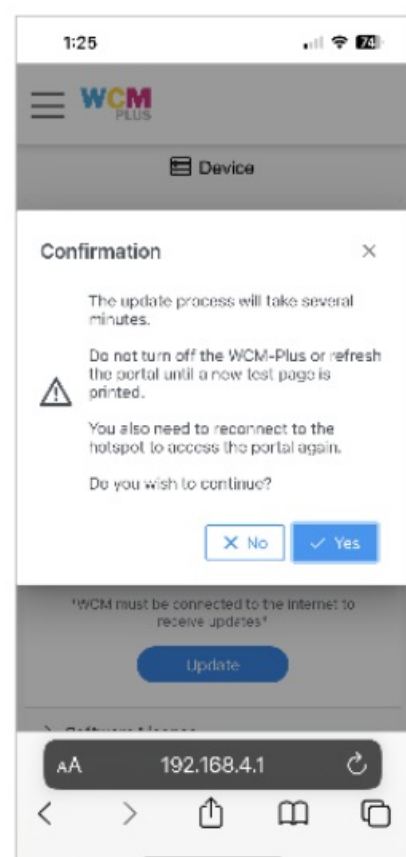 1:25
74
WCM
PLUS
Device
Confirmation
The update process will take several
minutes.
Do not turn off the WCM-Plus or refresh
the portal until a new test page is
printed.
You also need to reconnect to the
hotspot to access the portal again.
Do you wish to continue?
No
Yes
*WCM must be connected to the Internet to
receive updates*
Update
Software License
AA
192.168.4.1